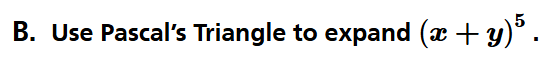 B. Use Pascal's Triangle to expand $(x + y)^5$ .